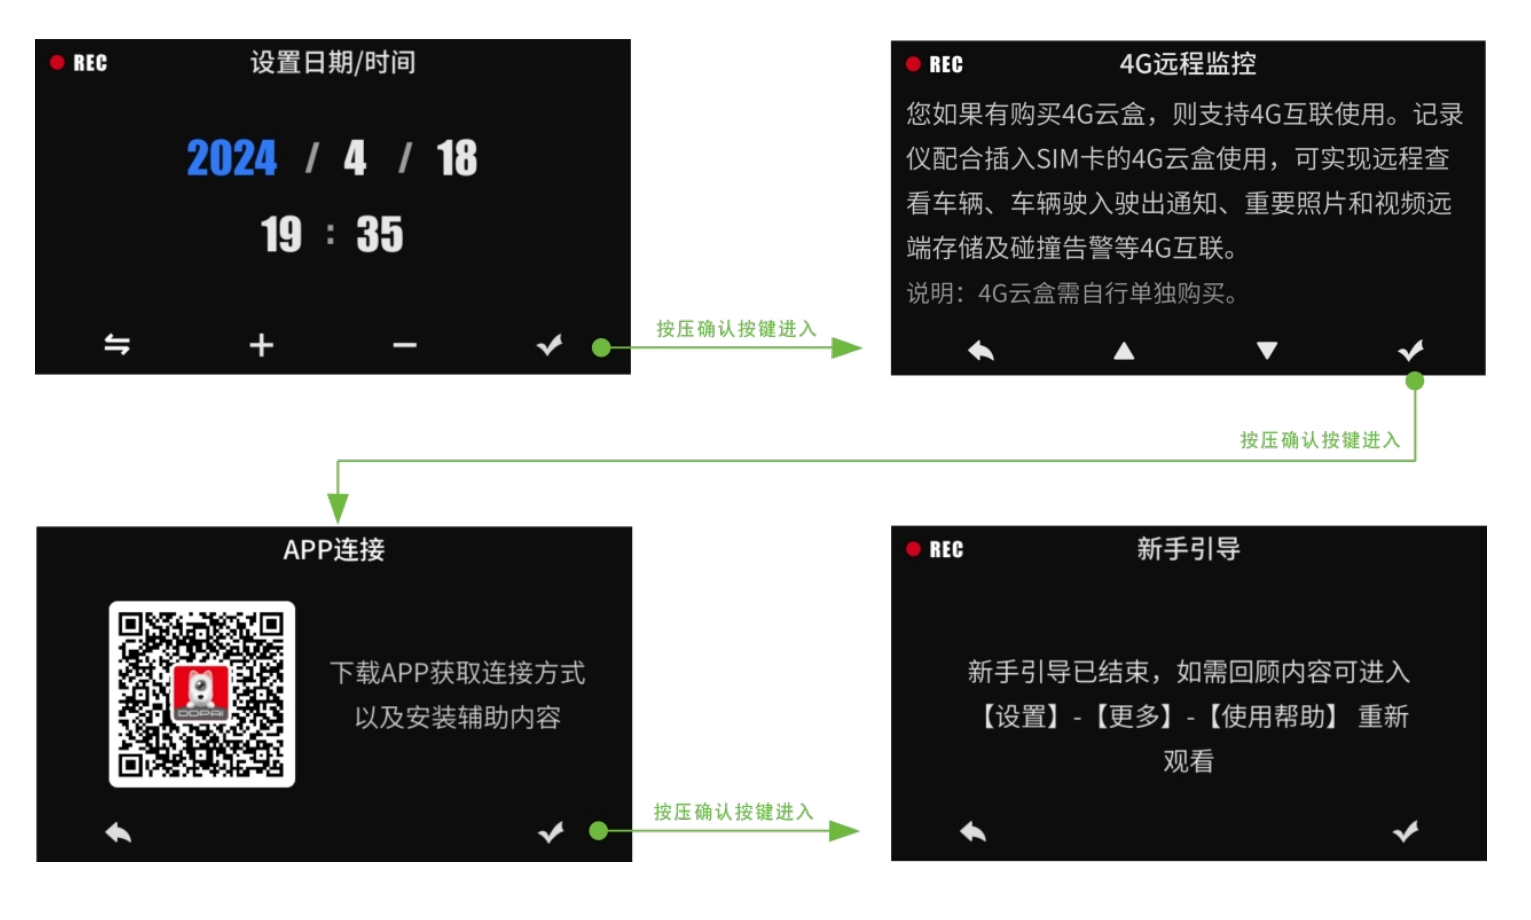 REC
设置日期/时间
2024 / 4 / 18
19 : 35
按压确认按键进入
REC
4G远程监控
您如果有购买4G云盒，则支持4G互联使用。记录
仪配合插入SIM卡的4G云盒使用，可实现远程查
看车辆、车辆驶入驶出通知、重要照片和视频远
端存储及碰撞告警等4G互联。
说明：4G云盒需自行单独购买。
按压确认按键进入
APP连接
DDPAI
下载APP获取连接方式
以及安装辅助内容
按压确认按键进入
REC
新手引导
新手引导已结束，如需回顾内容可进入
【设置】-【更多】-【使用帮助】 重新
观看